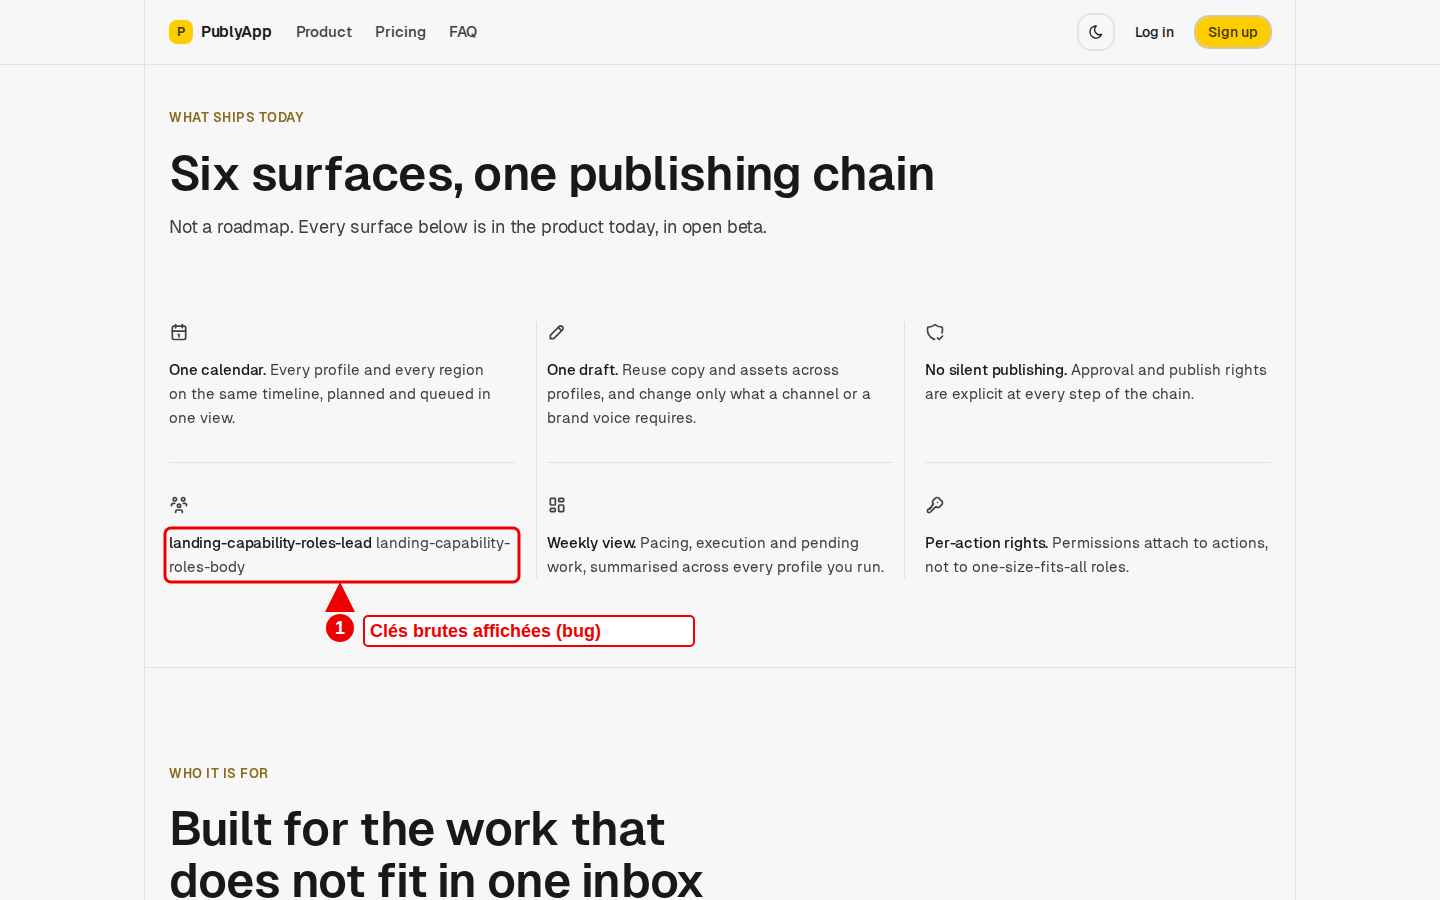 P PublyApp Product Pricing FAQ Log in Sign up
WHAT SHIPS TODAY
Six surfaces, one publishing chain
Not a roadmap. Every surface below is in the product today, in open beta.
One calendar. Every profile and every region
on the same timeline, planned and queued in
one view.
One draft. Reuse copy and assets across
profiles, and change only what a channel or a
brand voice requires.
No silent publishing. Approval and publish rights
are explicit at every step of the chain.
landing-capability-roles-lead landing-capability-
roles-body
Weekly view. Pacing, execution and pending
work, summarised across every profile you run.
Per-action rights. Permissions attach to actions,
not to one-size-fits-all roles.
1 Clés brutes affichées (bug)
WHO IT IS FOR
Built for the work that
does not fit in one inbox